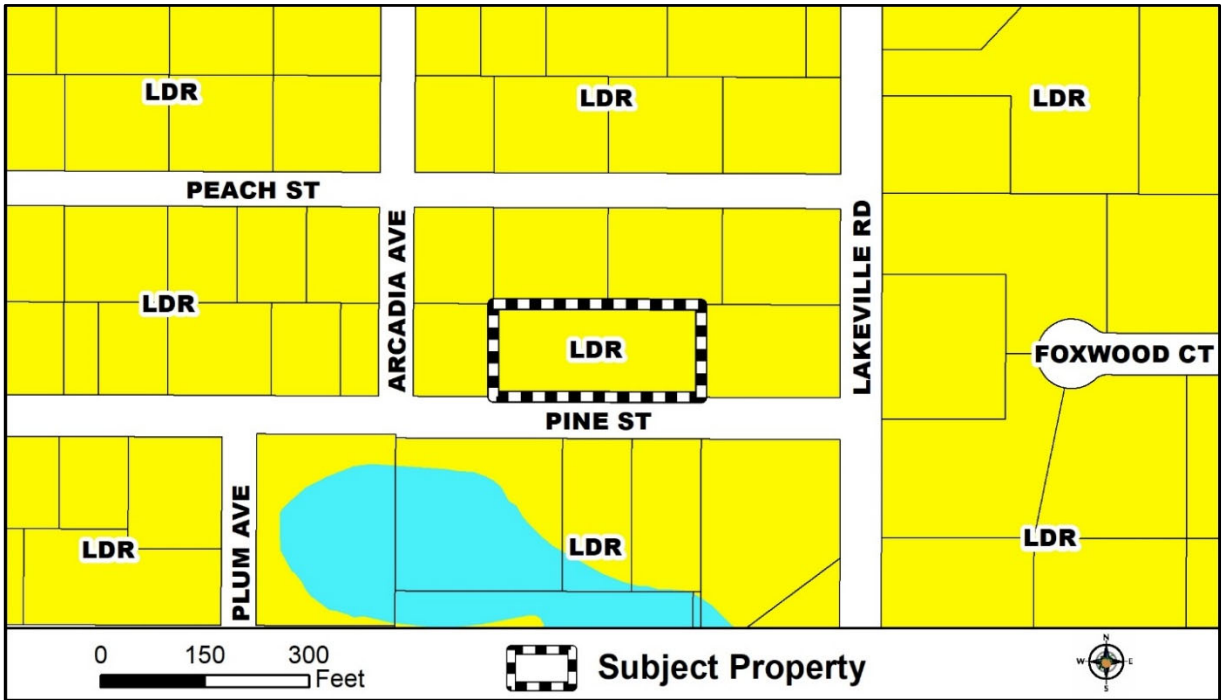 LDR
LDR
LDR
PEACH ST
ARCADIA AVE
LAKEVILLE RD
LDR
LDR
FOXWOOD CT
PINE ST
PLUM AVE
LDR
LDR
LDR
0 150 300
Feet
Subject Property
N
W E
S